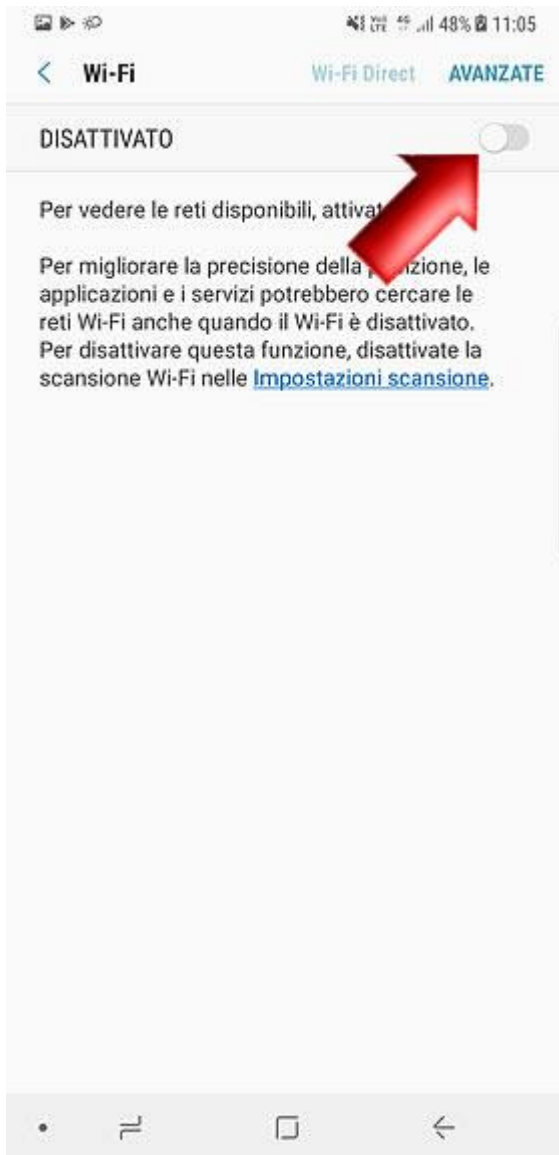 48% 11:05
Wi-Fi Wi-Fi Direct AVANZATE
DISATTIVATO
Per vedere le reti disponibili,
Per migliorare la precisione della le
applicazioni e i servizi potrebbero cercare le
reti Wi-Fi anche quando il Wi-Fi è disattivato.
Per disattivare questa funzione, disattivate la
scansione Wi-Fi nelle Impostazioni scansione.